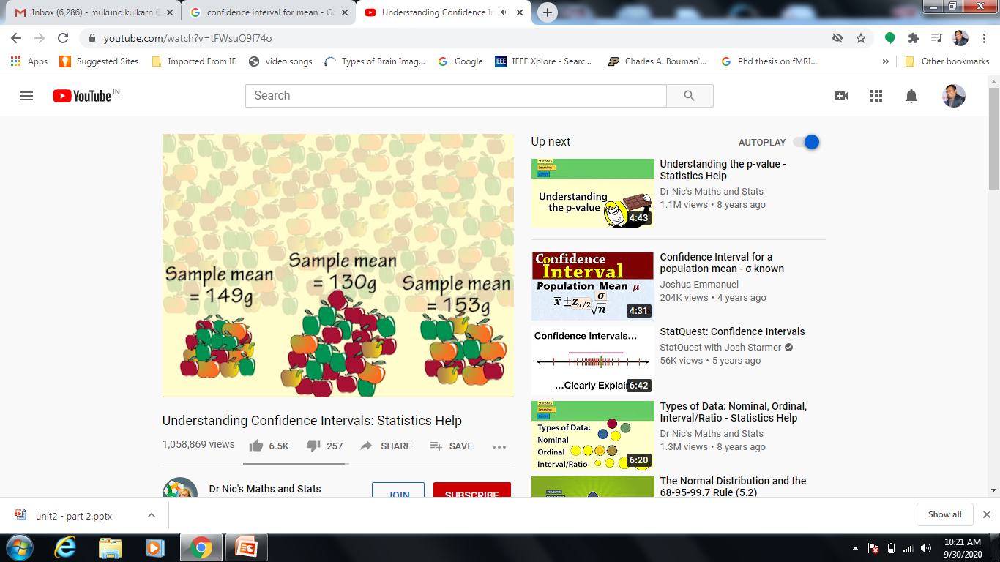 Inbox (6,286) - mukund.kulkarni@
confidence interval for mean - Go
Understanding Confidence In
youtube.com/watch?v=tFWsuO9f74o
Apps
Suggested Sites
Imported From IE
video songs
Types of Brain Imag...
Google
IEEE
IEEE Xplore - Searc...
Charles A. Bouman'...
Phd thesis on fMRI...
»
Other bookmarks
YouTube IN
Search
Sample mean
= 149g
Sample mean
= 130g
Sample mean
= 153g
Understanding Confidence Intervals: Statistics Help
1,058,869 views
6.5K
257
SHARE
SAVE
Dr Nic's Maths and Stats
JOIN
SUBSCRIBE
Up next
AUTOPLAY
Statistics
Learning
Centre
Understanding
the p-value
4:43
Understanding the p-value -
Statistics Help
Dr Nic's Maths and Stats
1.1M views • 8 years ago
Confidence
Interval
Population Mean μ
x̄ ± z α/2 σ/√n
4:31
Confidence Interval for a
population mean - σ known
Joshua Emmanuel
204K views • 4 years ago
Confidence Intervals...
...Clearly Explai
6:42
StatQuest: Confidence Intervals
StatQuest with Josh Starmer
56K views • 5 years ago
Statistics
Learning
Centre
Types of Data:
Nominal
Ordinal
Interval/Ratio
6:20
Types of Data: Nominal, Ordinal,
Interval/Ratio - Statistics Help
Dr Nic's Maths and Stats
1.3M views • 8 years ago
The Normal Distribution and the
68-95-99.7 Rule (5.2)
unit2 - part 2.pptx
Show all
10:21 AM
9/30/2020